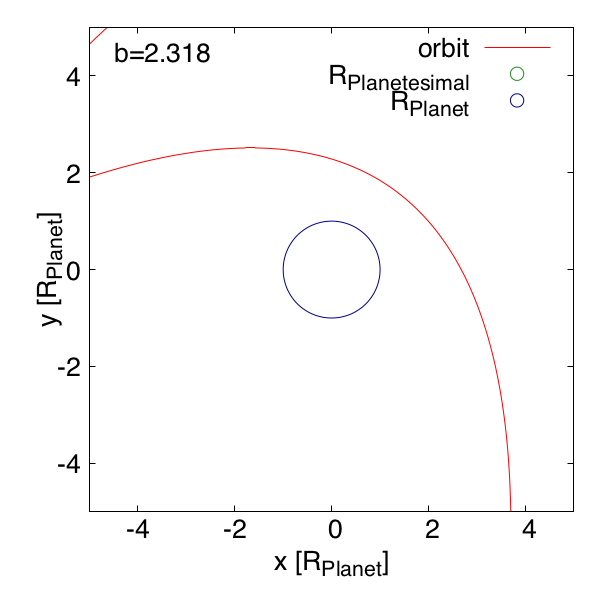 b=2.318
orbit
R_Planetesimal
R_Planet
4
2
0
-2
-4
y [R_Planet]
-4 -2 0 2 4
x [R_Planet]